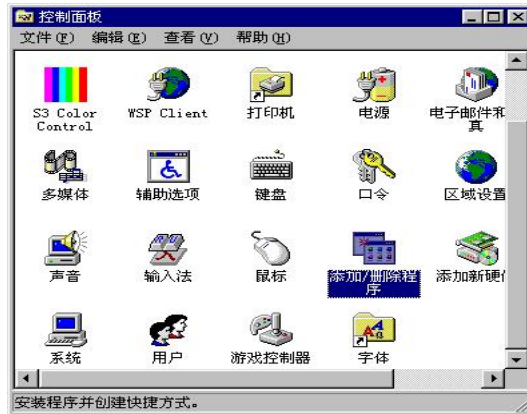 控制面板
文件(F) 编辑(E) 查看(V) 帮助(H)
S3 Color
Control
WSP Client
打印机
电源
电子邮件和
真
多媒体
辅助选项
键盘
口令
区域设置
声音
输入法
鼠标
添加/删除程
序
添加新硬件
系统
用户
游戏控制器
字体
安装程序并创建快捷方式。